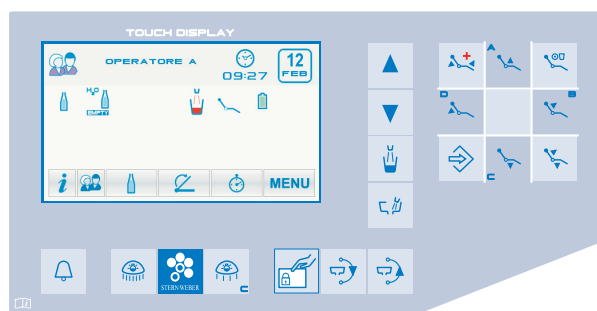 TOUCH DISPLAY
OPERATORE A
09:27
12
FEB
H2O
EMPTY
i
MENU
A
D
B
C
STERN WEBER
C